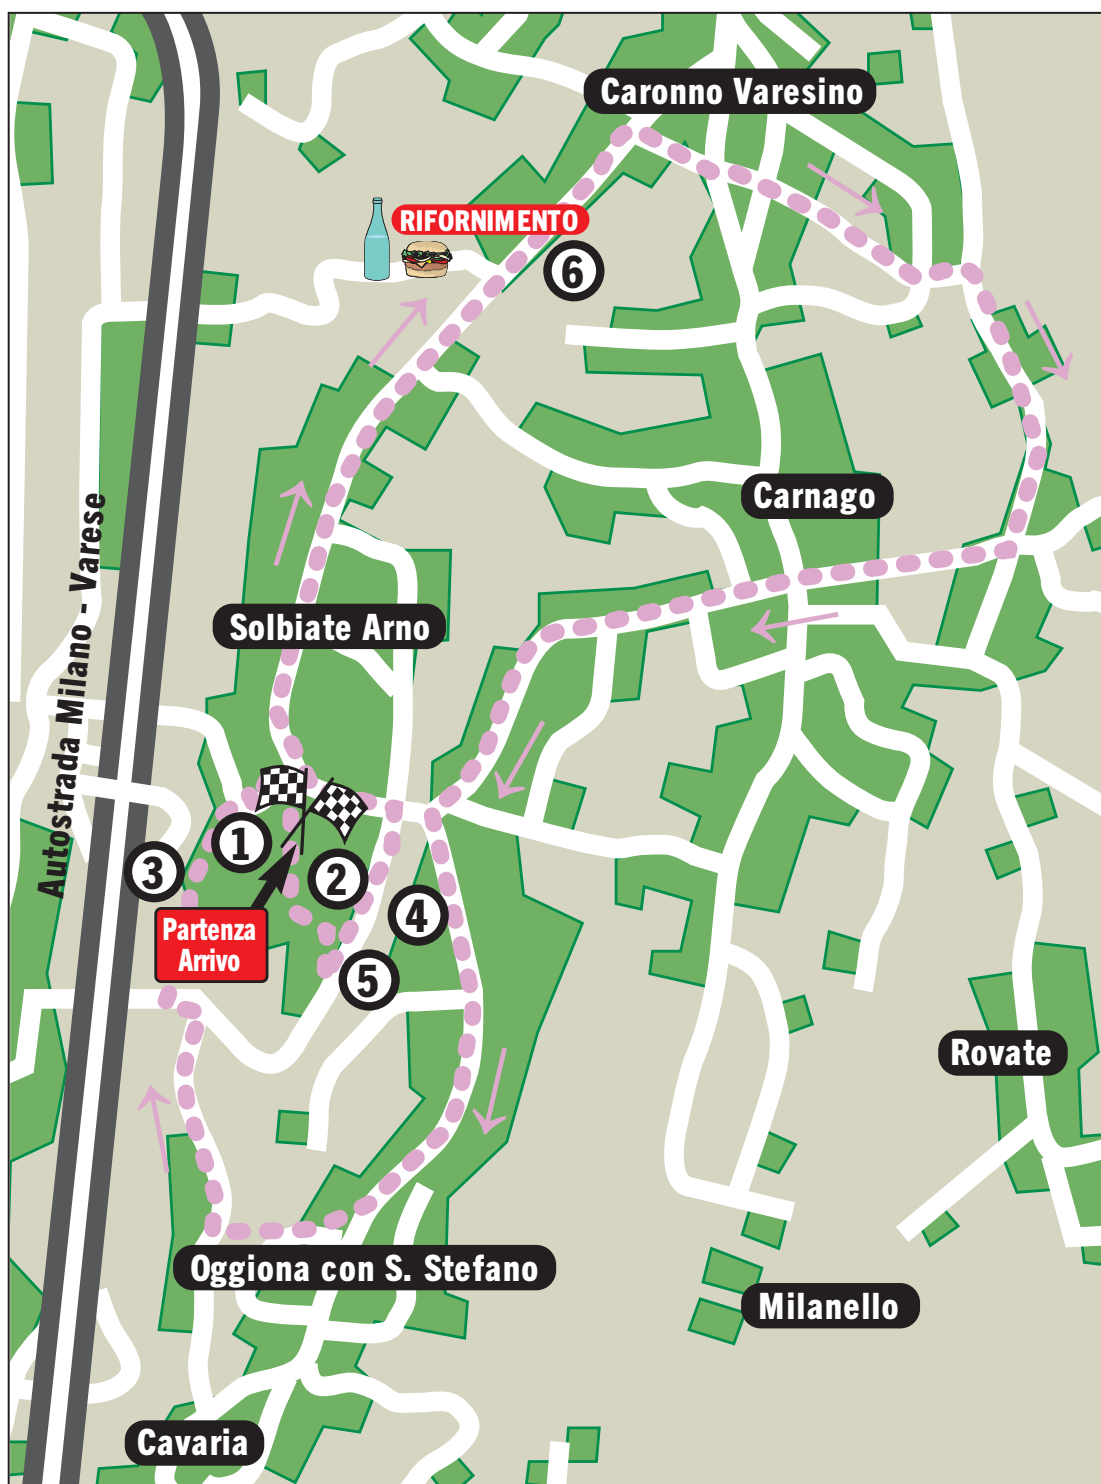 Caronno Varesino
RIFORNIMENTO
6
Carnago
Autostrada Milano - Varese
Solbiate Arno
1
2
3
4
Partenza
Arrivo
5
Rovate
Oggiona con S. Stefano
Milanello
Cavaria